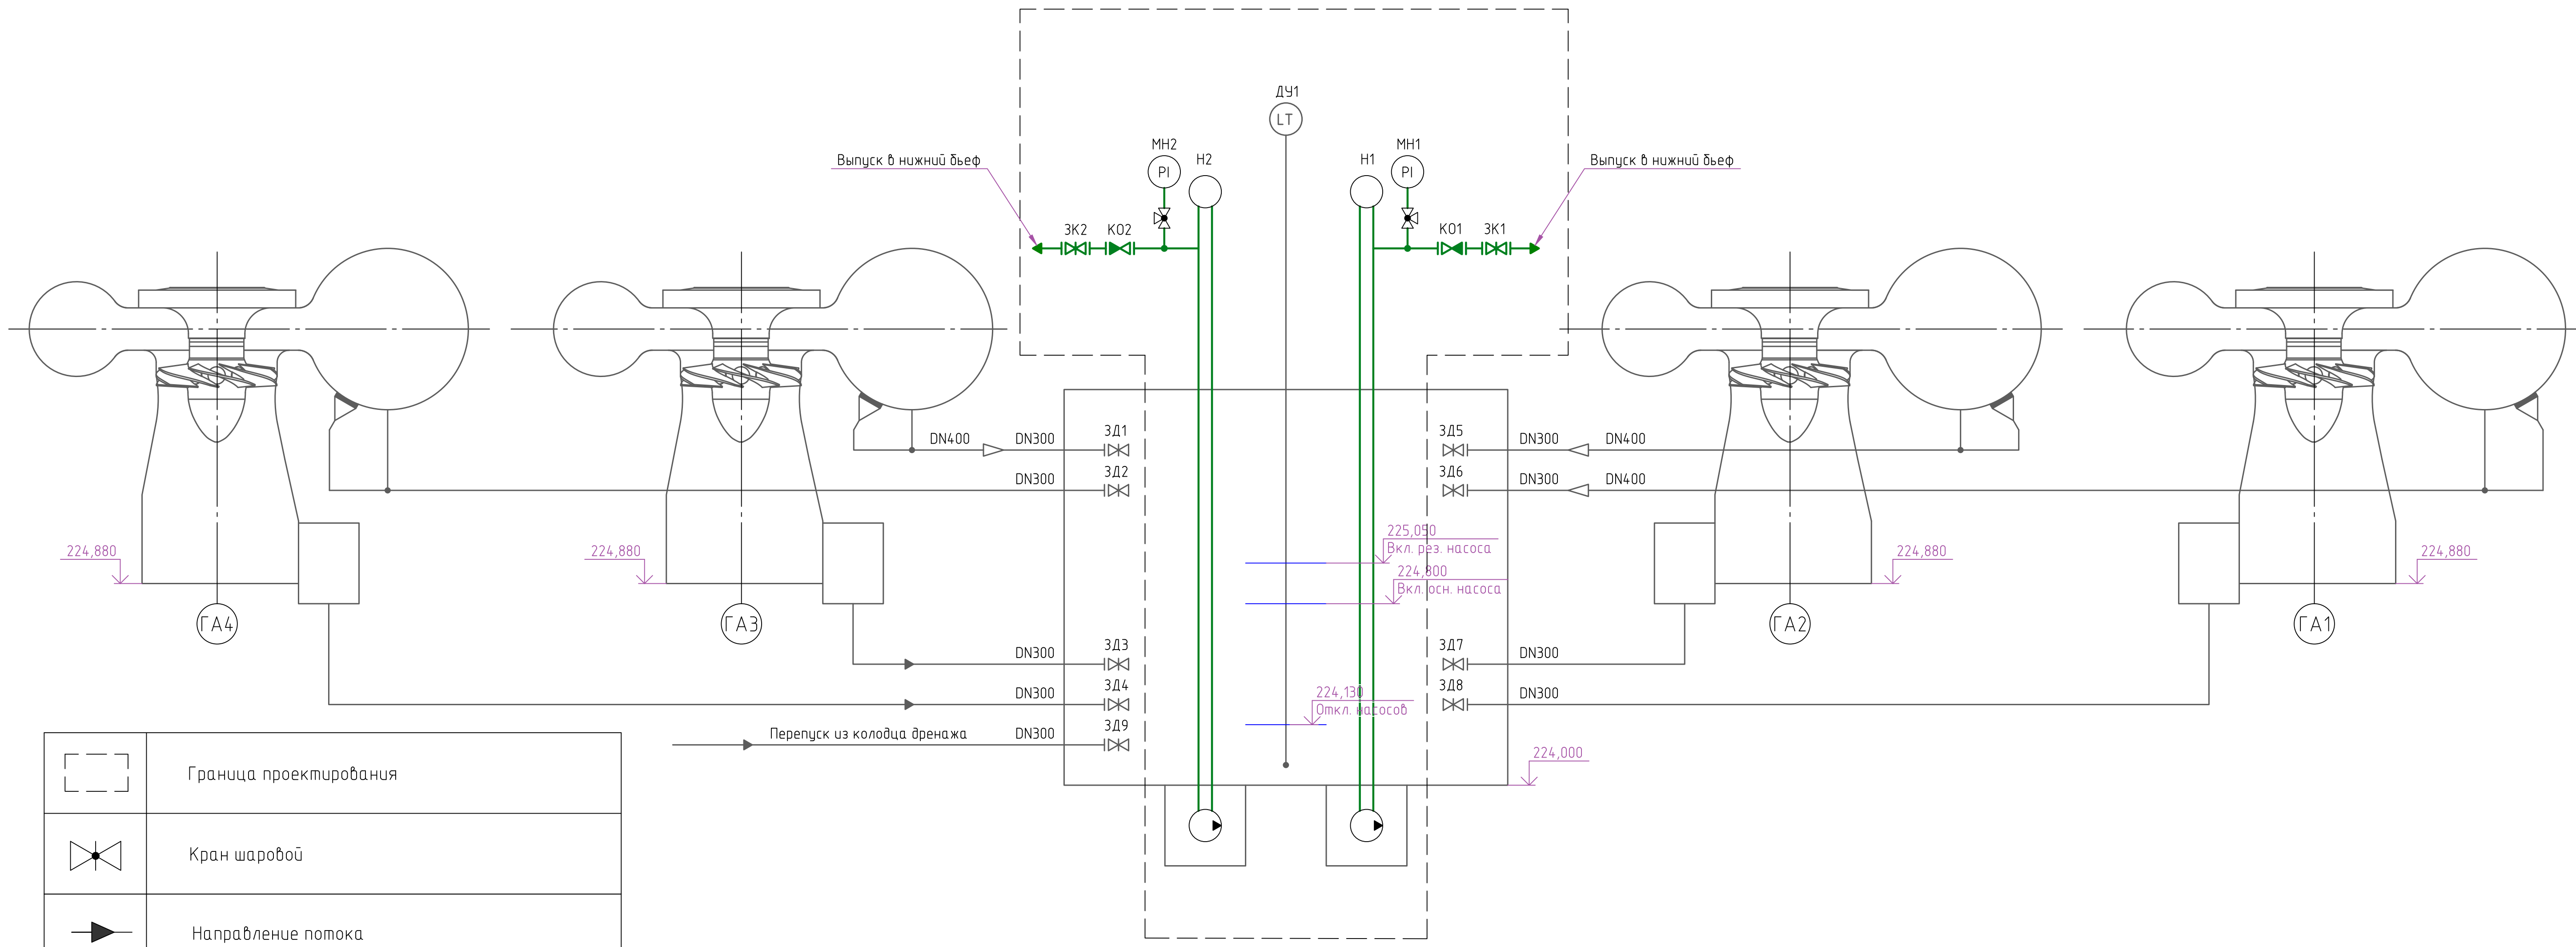 ДУ1
LT
МН2
PI
Н2
Н1
МН1
PI
Выпуск в нижний бьеф
Выпуск в нижний бьеф
ЗК2
КО2
КО1
ЗК1
DN400
DN300
ЗД1
ЗД5
DN300
DN400
DN300
ЗД2
ЗД6
DN300
DN400
225,050
Вкл. рез. насоса
224,800
Вкл. осн. насоса
224,880
224,880
224,880
224,880
ГА4
ГА3
ГА2
ГА1
DN300
ЗД3
ЗД7
DN300
DN300
ЗД4
ЗД8
DN300
224,130
Откл. насосов
Перепуск из колодца дренажа
DN300
ЗД9
224,000
Граница проектирования
Кран шаровой
Направление потока